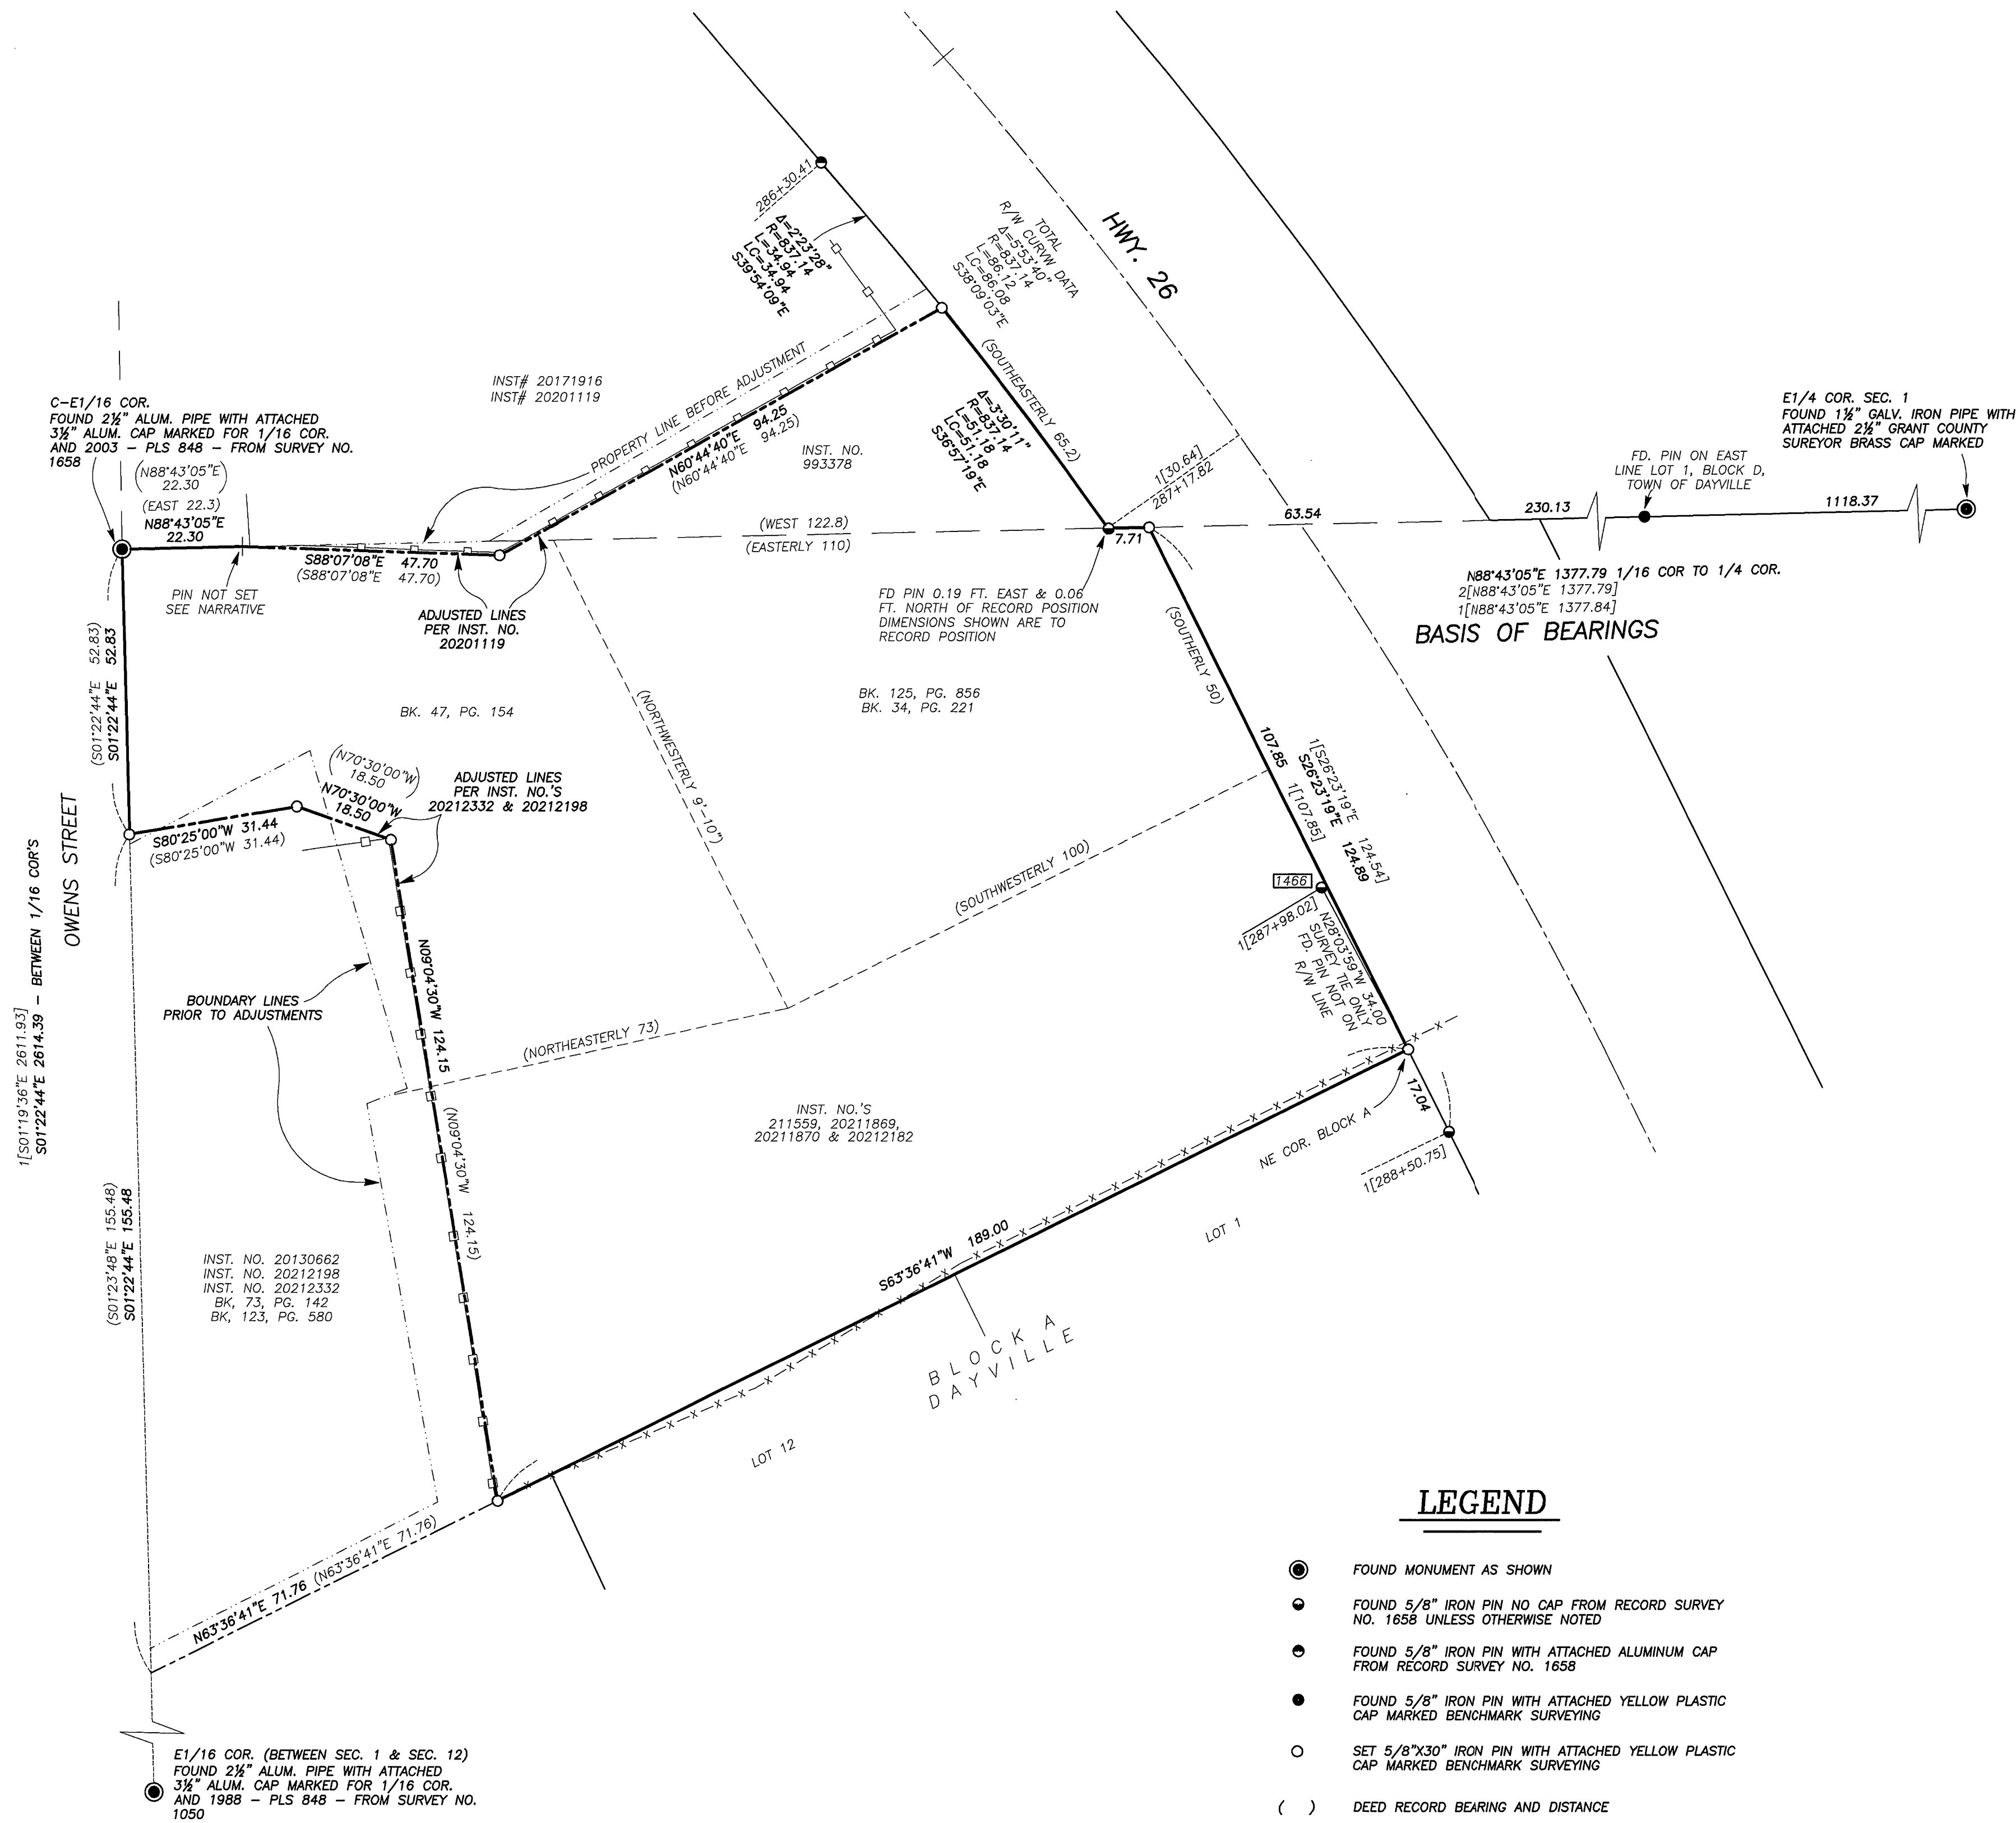 286+30.41
Δ=2°23'28"
R=837.14
L=34.94
LC=34.94
S39°54'09"E
TOTAL
R/W CURVW DATA
Δ=5°53'40"
R=837.14
L=86.12
LC=86.08
S38°09'03"E
HWY. 26
INST# 20171916
INST# 20201119
PROPERTY LINE BEFORE ADJUSTMENT
N60°44'40"E 94.25
(N60°44'40"E 94.25)
INST. NO.
993378
(SOUTHEASTERLY 65.2)
Δ=3°30'11"
R=837.14
L=51.18
LC=51.18
S36°57'19"E
1[30.64]
287+17.82
C-E1/16 COR.
FOUND 2½" ALUM. PIPE WITH ATTACHED
3½" ALUM. CAP MARKED FOR 1/16 COR.
AND 2003 - PLS 848 - FROM SURVEY NO.
1658
(N88°43'05"E)
22.30
(EAST 22.3)
N88°43'05"E
22.30
E1/4 COR. SEC. 1
FOUND 1½" GALV. IRON PIPE WITH
ATTACHED 2½" GRANT COUNTY
SUREYOR BRASS CAP MARKED
FD. PIN ON EAST
LINE LOT 1, BLOCK D,
TOWN OF DAYVILLE
(WEST 122.8)
(EASTERLY 110)
7.71
63.54
230.13
1118.37
S88°07'08"E 47.70
(S88°07'08"E 47.70)
PIN NOT SET
SEE NARRATIVE
ADJUSTED LINES
PER INST. NO.
20201119
FD PIN 0.19 FT. EAST & 0.06
FT. NORTH OF RECORD POSITION
DIMENSIONS SHOWN ARE TO
RECORD POSITION
N88°43'05"E 1377.79 1/16 COR TO 1/4 COR.
2[N88°43'05"E 1377.79]
1[N88°43'05"E 1377.84]
BASIS OF BEARINGS
(S01°22'44"E 52.83)
S01°22'44"E 52.83
BK. 47, PG. 154
(NORTHWESTERLY 9'-10")
BK. 125, PG. 856
BK. 34, PG. 221
(SOUTHERLY 50)
107.85
1[107.85]
1[S26°23'19"E 124.54]
S26°23'19"E 124.89
(N70°30'00"W)
18.50
N70°30'00"W
18.50
ADJUSTED LINES
PER INST. NO.'S
20212332 & 20212198
S80°25'00"W 31.44
(S80°25'00"W 31.44)
OWENS STREET
1[S01°19'36"E 2611.93]
S01°22'44"E 2614.39 - BETWEEN 1/16 COR'S
(SOUTHWESTERLY 100)
1466
1[287+98.02]
N28°03'59"W 34.00
SURVEY TIE ONLY
FD. PIN NOT ON
R/W LINE
BOUNDARY LINES
PRIOR TO ADJUSTMENTS
N09°04'30"W 124.15
(N09°04'30"W 124.15)
(NORTHEASTERLY 73)
INST. NO.'S
211559, 20211869,
20211870 & 20212182
NE COR. BLOCK A
17.04
1[288+50.75]
(S01°23'48"E 155.48)
S01°22'44"E 155.48
INST. NO. 20130662
INST. NO. 20212198
INST. NO. 20212332
BK, 73, PG. 142
BK, 123, PG. 580
S63°36'41"W 189.00
LOT 1
BLOCK A
DAYVILLE
LOT 12
N63°36'41"E 71.76 (N63°36'41"E 71.76)
E1/16 COR. (BETWEEN SEC. 1 & SEC. 12)
FOUND 2½" ALUM. PIPE WITH ATTACHED
3½" ALUM. CAP MARKED FOR 1/16 COR.
AND 1988 - PLS 848 - FROM SURVEY NO.
1050
LEGEND
FOUND MONUMENT AS SHOWN
FOUND 5/8" IRON PIN NO CAP FROM RECORD SURVEY
NO. 1658 UNLESS OTHERWISE NOTED
FOUND 5/8" IRON PIN WITH ATTACHED ALUMINUM CAP
FROM RECORD SURVEY NO. 1658
FOUND 5/8" IRON PIN WITH ATTACHED YELLOW PLASTIC
CAP MARKED BENCHMARK SURVEYING
SET 5/8"X30" IRON PIN WITH ATTACHED YELLOW PLASTIC
CAP MARKED BENCHMARK SURVEYING
( ) DEED RECORD BEARING AND DISTANCE